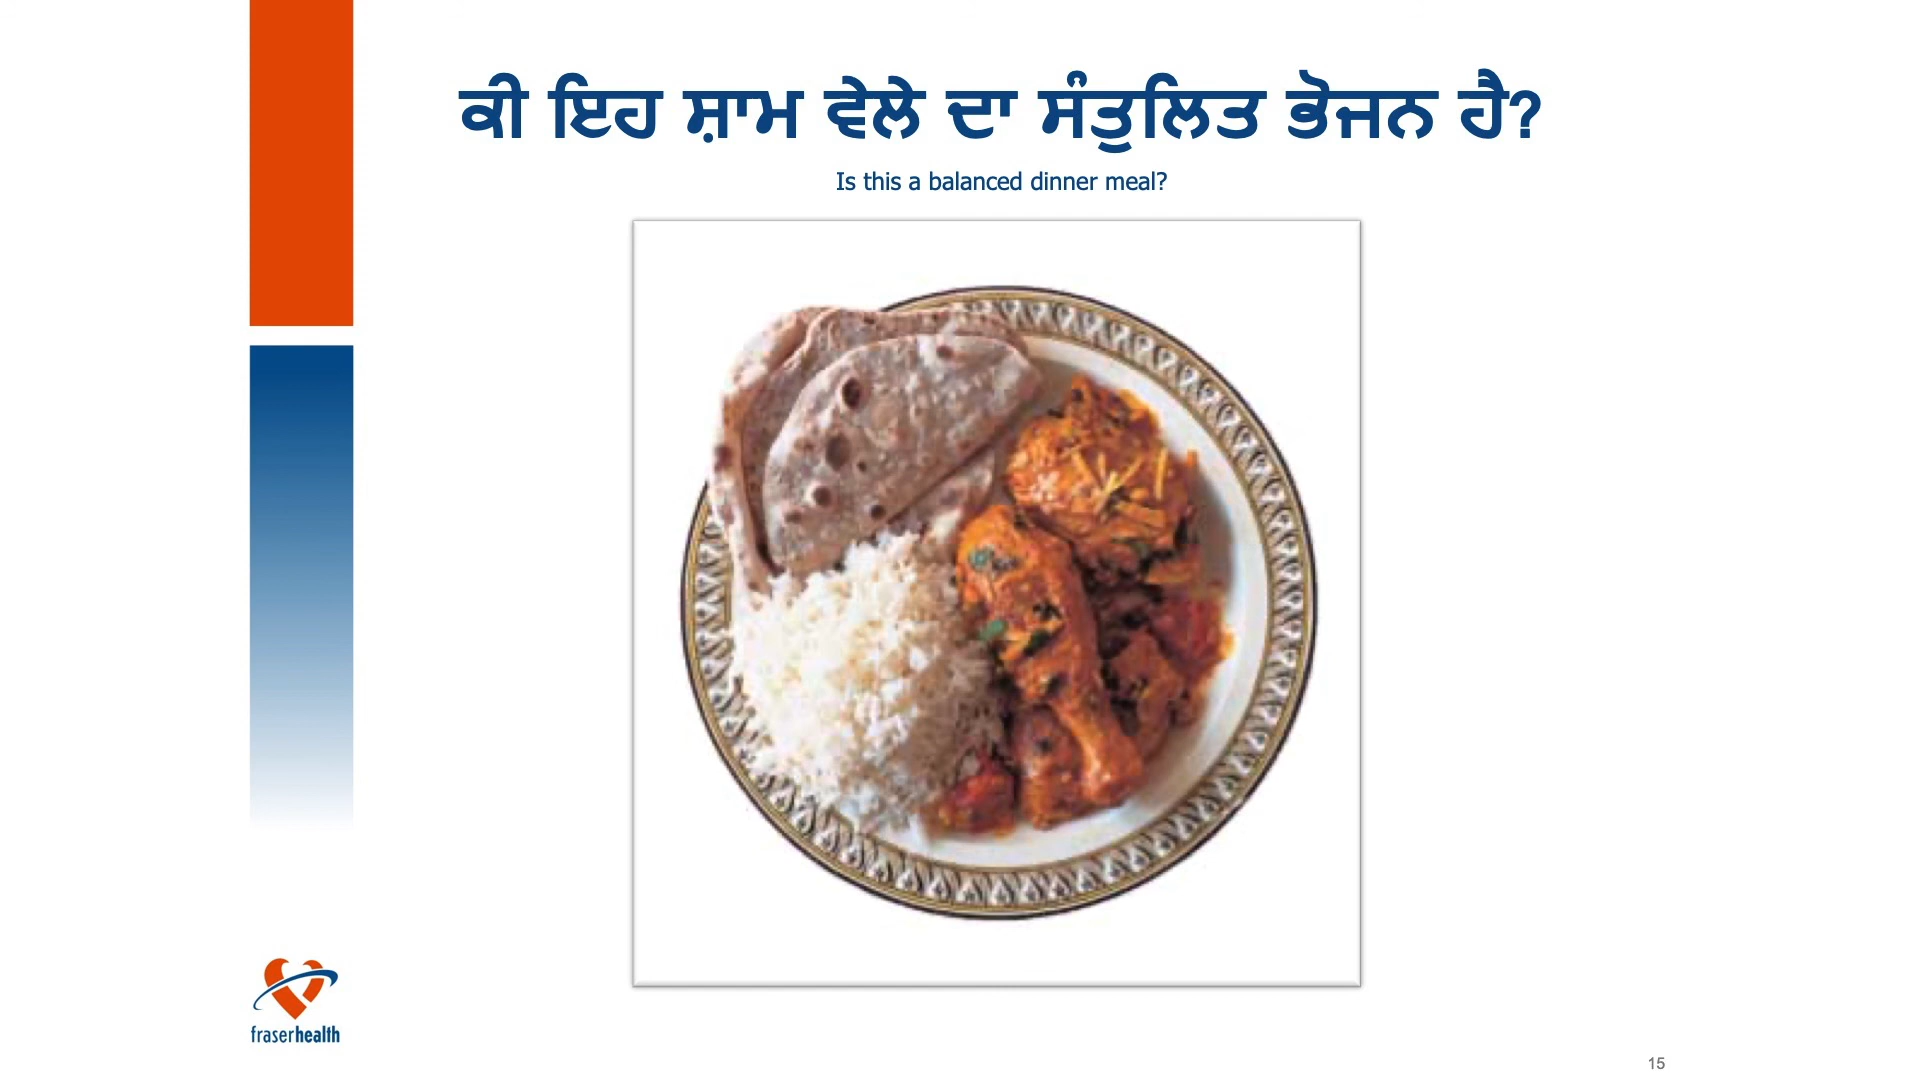 ਕੀ ਇਹ ਸ਼ਾਮ ਵੇਲੇ ਦਾ ਸੰਤੁਲਿਤ ਭੋਜਨ ਹੈ?
Is this a balanced dinner meal?
fraserhealth
15